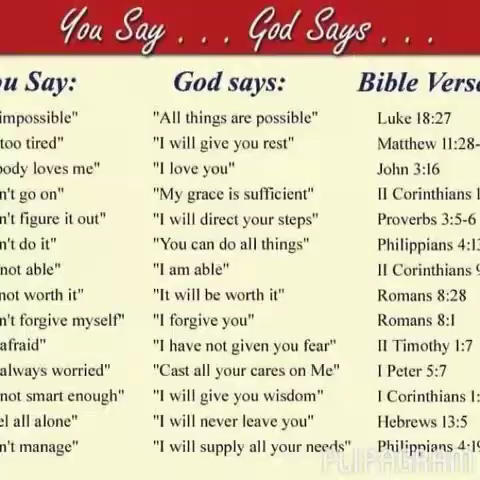 You Say . . . God Says . . .
ou Say: God says: Bible Vers
impossible" "All things are possible" Luke 18:27
too tired" "I will give you rest" Matthew 11:28-
body loves me" "I love you" John 3:16
n't go on" "My grace is sufficient" II Corinthians 1
n't figure it out" "I will direct your steps" Proverbs 3:5-6
n't do it" "You can do all things" Philippians 4:13
not able" "I am able" II Corinthians 9
not worth it" "It will be worth it" Romans 8:28
n't forgive myself" "I forgive you" Romans 8:1
afraid" "I have not given you fear" II Timothy 1:7
always worried" "Cast all your cares on Me" I Peter 5:7
not smart enough" "I will give you wisdom" I Corinthians 1:
el all alone" "I will never leave you" Hebrews 13:5
n't manage" "I will supply all your needs" Philippians 4:19
FLIPAGRAM